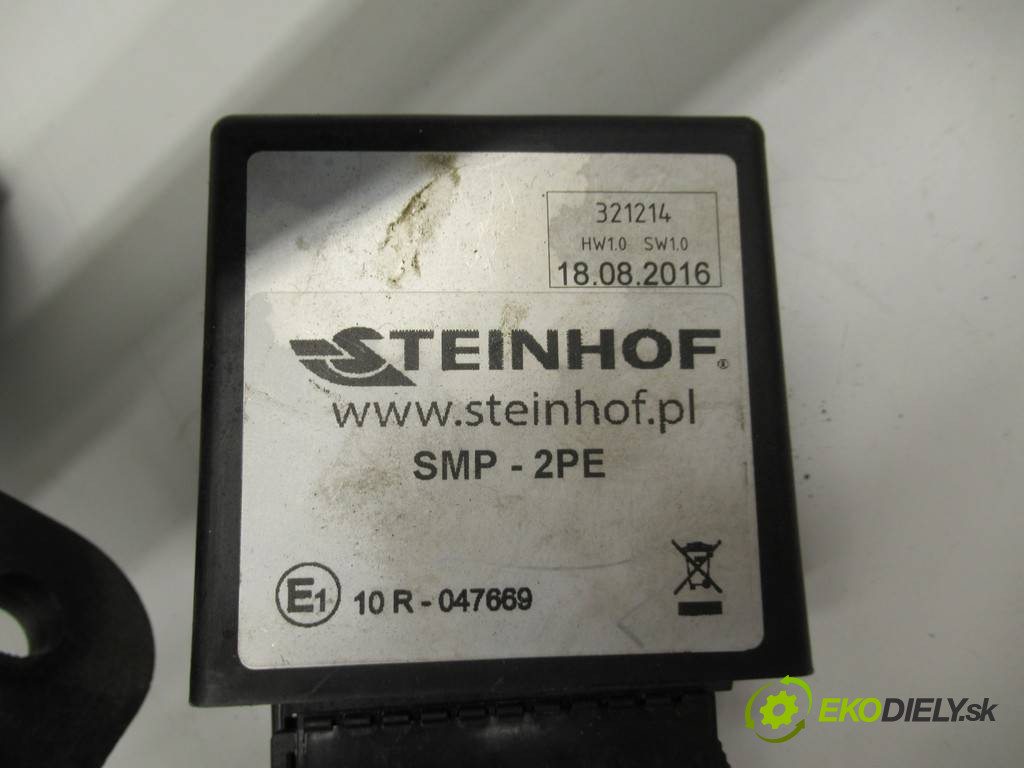 321214
HW1.0 SW1.0
18.08.2016
STEINHOF®
www.steinhof.pl
SMP - 2PE
E1 10 R - 047669
EKODIELY.sk